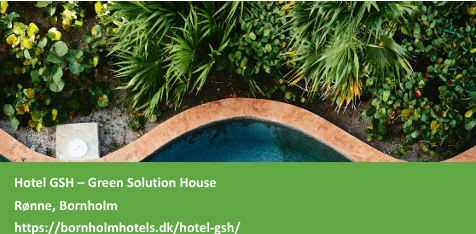 Hotel GSH – Green Solution House
Rønne, Bornholm
https://bornholmhotels.dk/hotel-gsh/